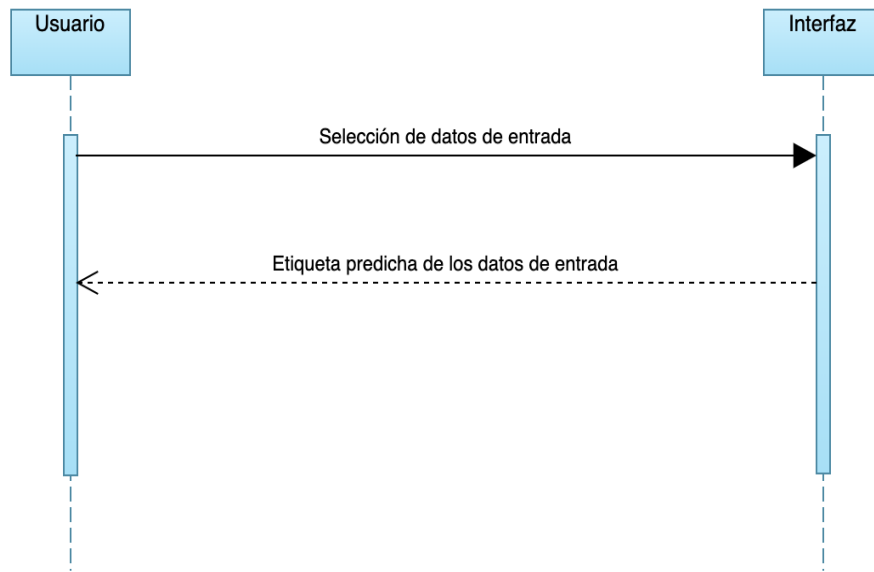 Usuario
Interfaz
Selección de datos de entrada
Etiqueta predicha de los datos de entrada